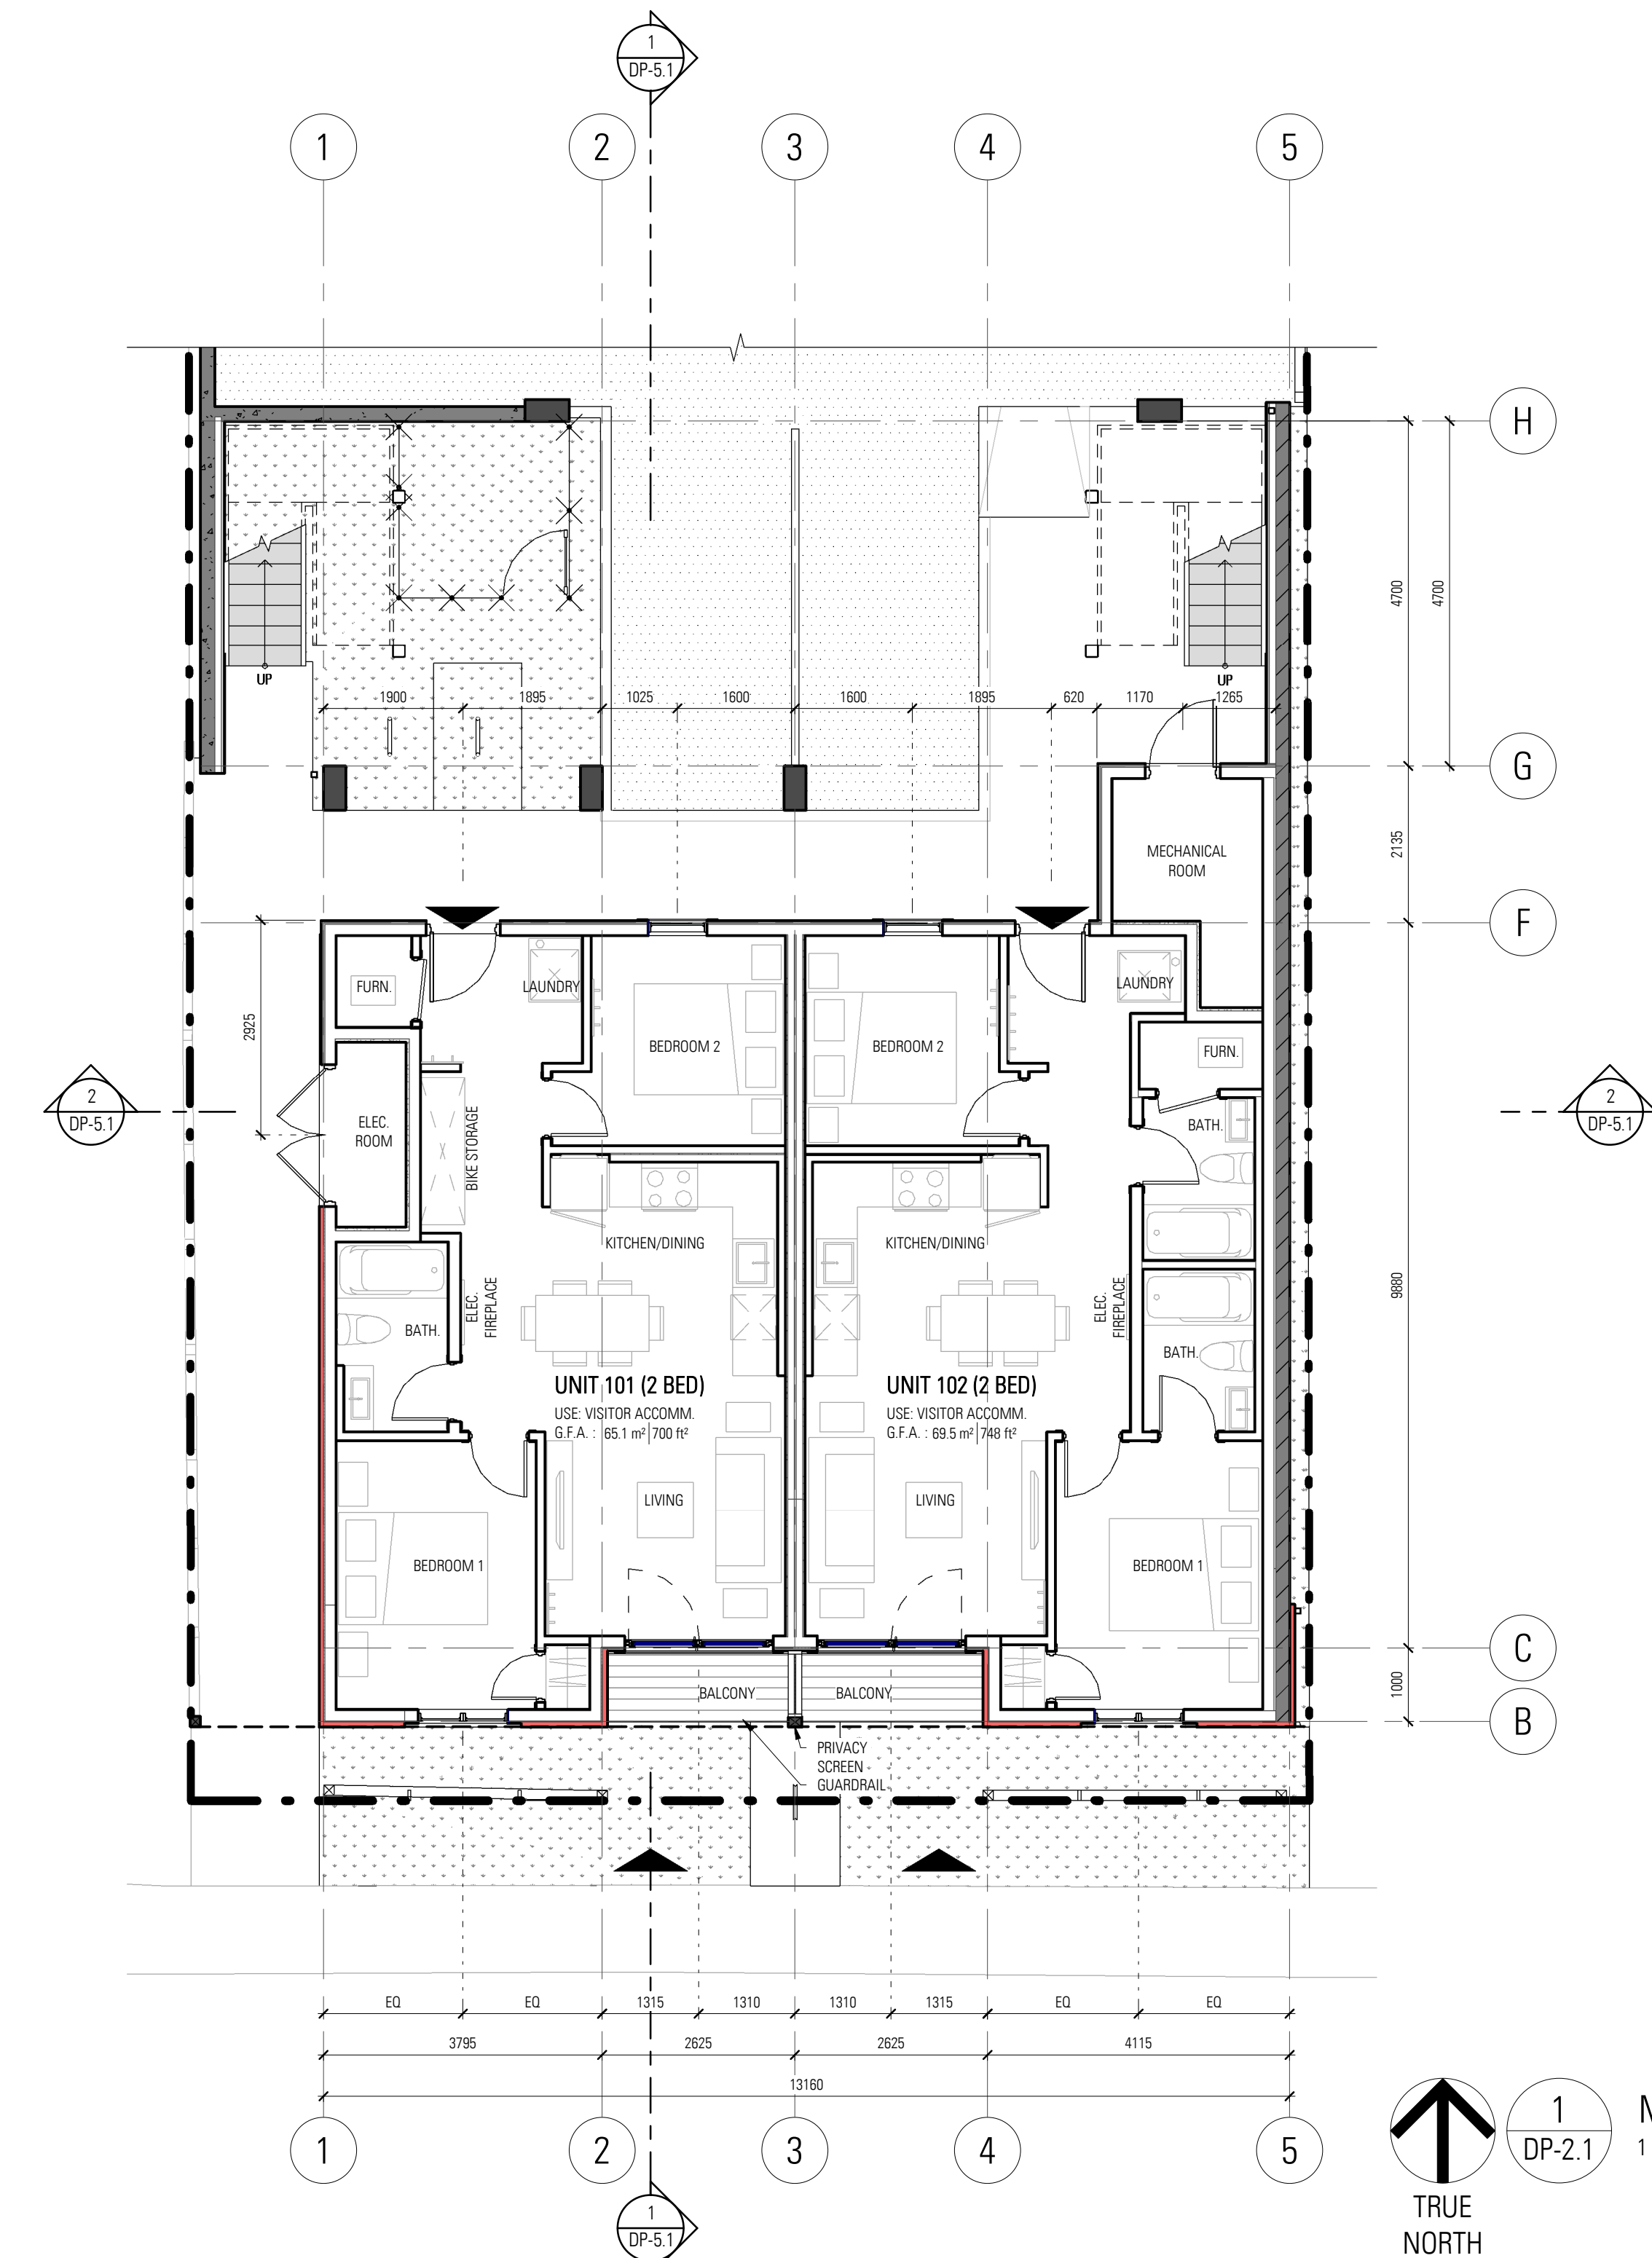 1
DP-5.1
1
2
3
4
5
H
4700
4700
UP
UP
1900
1895
1025
1600
1600
1895
620
1170
1265
G
MECHANICAL
ROOM
2135
F
FURN.
LAUNDRY
LAUNDRY
2925
BEDROOM 2
BEDROOM 2
FURN.
2
DP-5.1
ELEC.
ROOM
BIKE STORAGE
BATH.
2
DP-5.1
KITCHEN/DINING
KITCHEN/DINING
ELEC.
FIREPLACE
ELEC.
FIREPLACE
9880
BATH.
BATH.
UNIT 101 (2 BED)
USE: VISITOR ACCOMM.
G.F.A. : 65.1 m² 700 ft²
UNIT 102 (2 BED)
USE: VISITOR ACCOMM.
G.F.A. : 69.5 m² 748 ft²
LIVING
LIVING
BEDROOM 1
BEDROOM 1
C
BALCONY
BALCONY
1000
B
PRIVACY
SCREEN
GUARDRAIL
EQ
EQ
1315
1310
1310
1315
EQ
EQ
3795
2625
2625
4115
13160
1
2
3
4
5
1
DP-2.1
1
TRUE
NORTH
1
DP-5.1